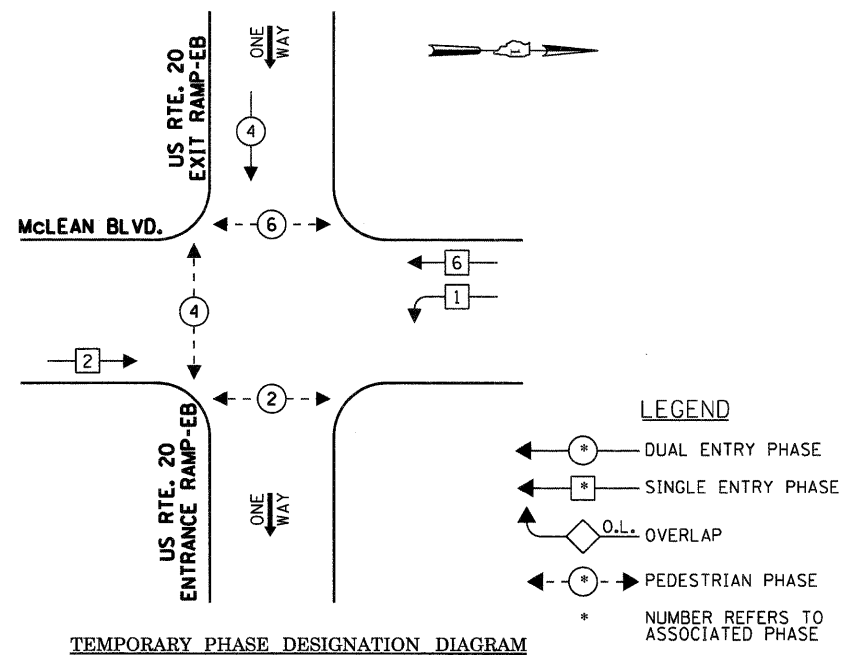 ONE
WAY
US RTE. 20
EXIT RAMP-EB
4
McLEAN BLVD.
6
6
1
4
2
2
US RTE. 20
ENTRANCE RAMP-EB
ONE
WAY
LEGEND
* DUAL ENTRY PHASE
* SINGLE ENTRY PHASE
O.L. OVERLAP
* PEDESTRIAN PHASE
* NUMBER REFERS TO
ASSOCIATED PHASE
TEMPORARY PHASE DESIGNATION DIAGRAM